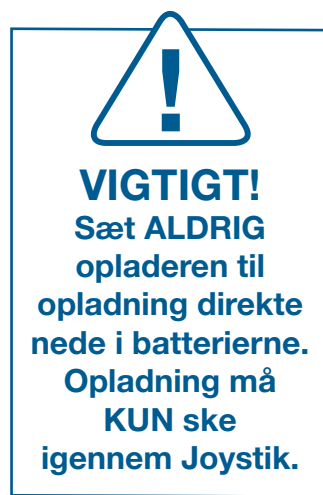 VIGTIGT!
Sæt ALDRIG
opladeren til
opladning direkte
nede i batterierne.
Opladning må
KUN ske
igennem Joystik.